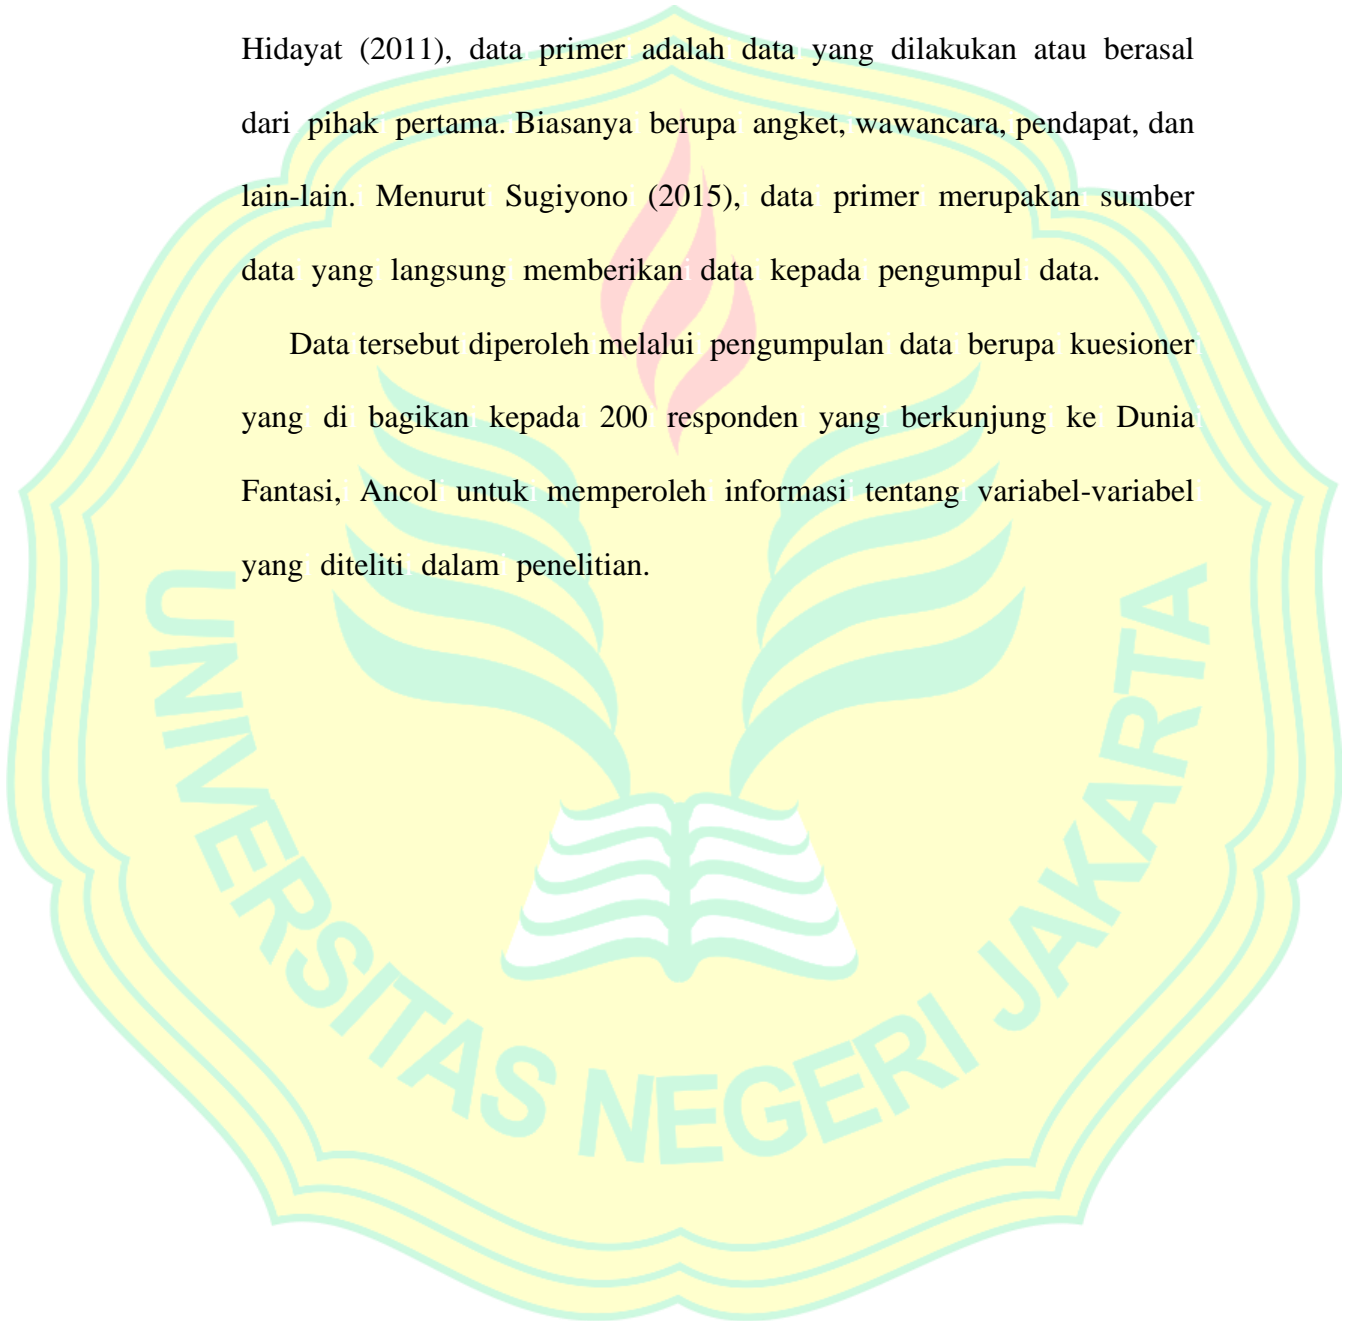 Hidayat (2011), data primer adalah data yang dilakukan atau berasal
dari pihak pertama. Biasanya berupa angket, wawancara, pendapat, dan
lain-lain. Menurut Sugiyono (2015), data primer merupakan sumber
data yang langsung memberikan data kepada pengumpul data.
Data tersebut diperoleh melalui pengumpulan data berupa kuesioner
yang di bagikan kepada 200 responden yang berkunjung ke Dunia
Fantasi, Ancol untuk memperoleh informasi tentang variabel-variabel
yang diteliti dalam penelitian.
UNIVERSITAS NEGERI JAKARTA